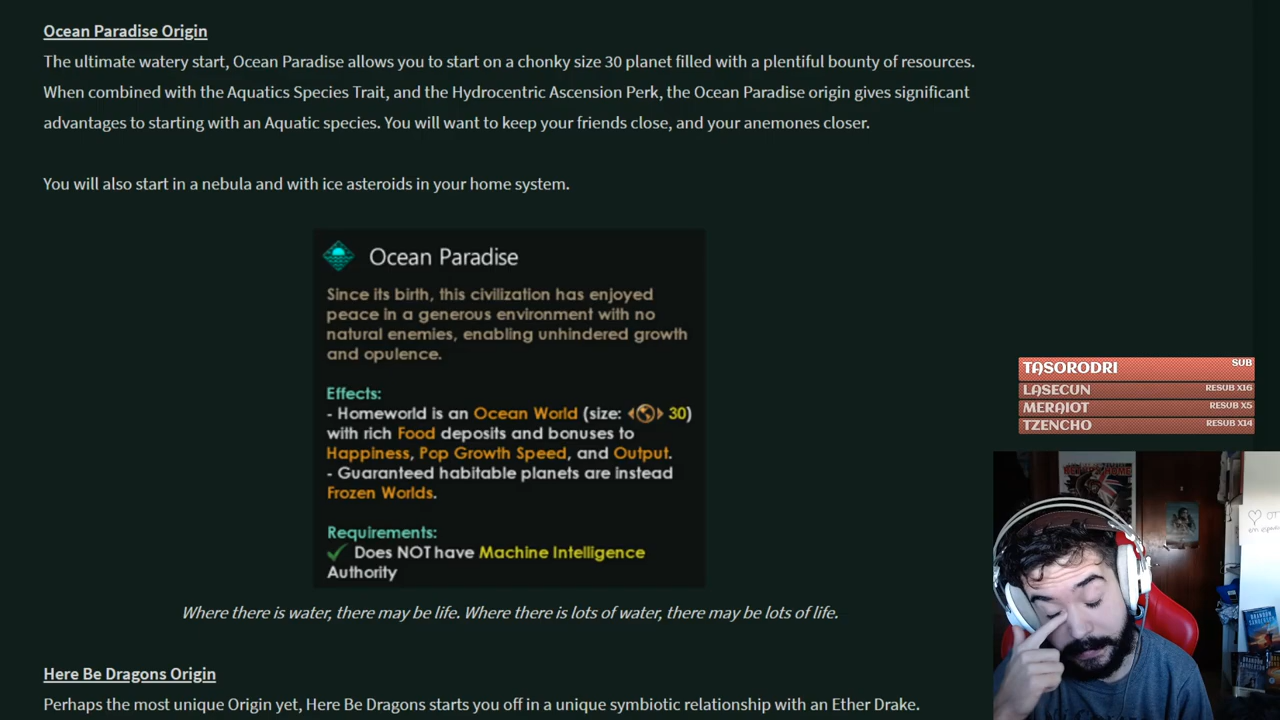 Ocean Paradise Origin
The ultimate watery start, Ocean Paradise allows you to start on a chonky size 30 planet filled with a plentiful bounty of resources.
When combined with the Aquatics Species Trait, and the Hydrocentric Ascension Perk, the Ocean Paradise origin gives significant
advantages to starting with an Aquatic species. You will want to keep your friends close, and your anemones closer.
You will also start in a nebula and with ice asteroids in your home system.
Ocean Paradise
Since its birth, this civilization has enjoyed
peace in a generous environment with no
natural enemies, enabling unhindered growth
and opulence.
Effects:
- Homeworld is an Ocean World (size: 30)
with rich Food deposits and bonuses to
Happiness, Pop Growth Speed, and Output.
- Guaranteed habitable planets are instead
Frozen Worlds.
Requirements:
Does NOT have Machine Intelligence
Authority
Where there is water, there may be life. Where there is lots of water, there may be lots of life.
Here Be Dragons Origin
Perhaps the most unique Origin yet, Here Be Dragons starts you off in a unique symbiotic relationship with an Ether Drake.
TASORODRI SUB
LASECUN RESUB X16
MERAIOT RESUB X5
TZENCHO RESUB X14
BRANDON
SANDERSON